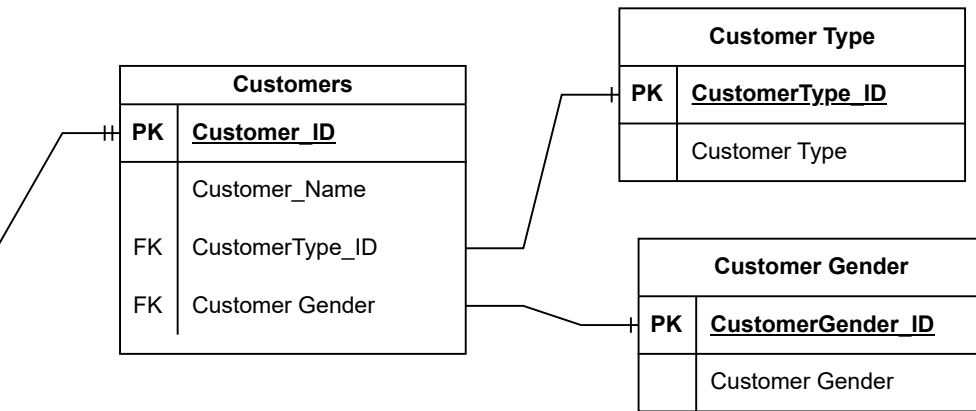 Customers
PK Customer_ID
Customer_Name
FK CustomerType_ID
FK Customer Gender
Customer Type
PK CustomerType_ID
Customer Type
Customer Gender
PK CustomerGender_ID
Customer Gender